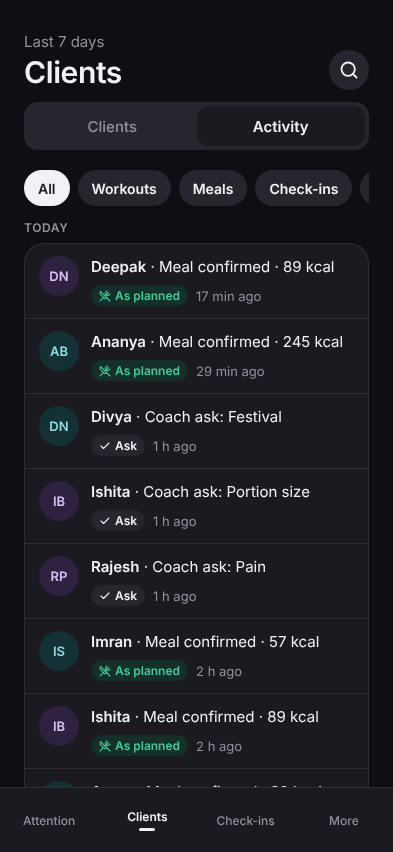 Last 7 days
Clients
Clients
Activity
All
Workouts
Meals
Check-ins
TODAY
DN
Deepak · Meal confirmed · 89 kcal
As planned
17 min ago
AB
Ananya · Meal confirmed · 245 kcal
As planned
29 min ago
DN
Divya · Coach ask: Festival
Ask
1 h ago
IB
Ishita · Coach ask: Portion size
Ask
1 h ago
RP
Rajesh · Coach ask: Pain
Ask
1 h ago
IS
Imran · Meal confirmed · 57 kcal
As planned
2 h ago
IB
Ishita · Meal confirmed · 89 kcal
As planned
2 h ago
Attention
Clients
Check-ins
More